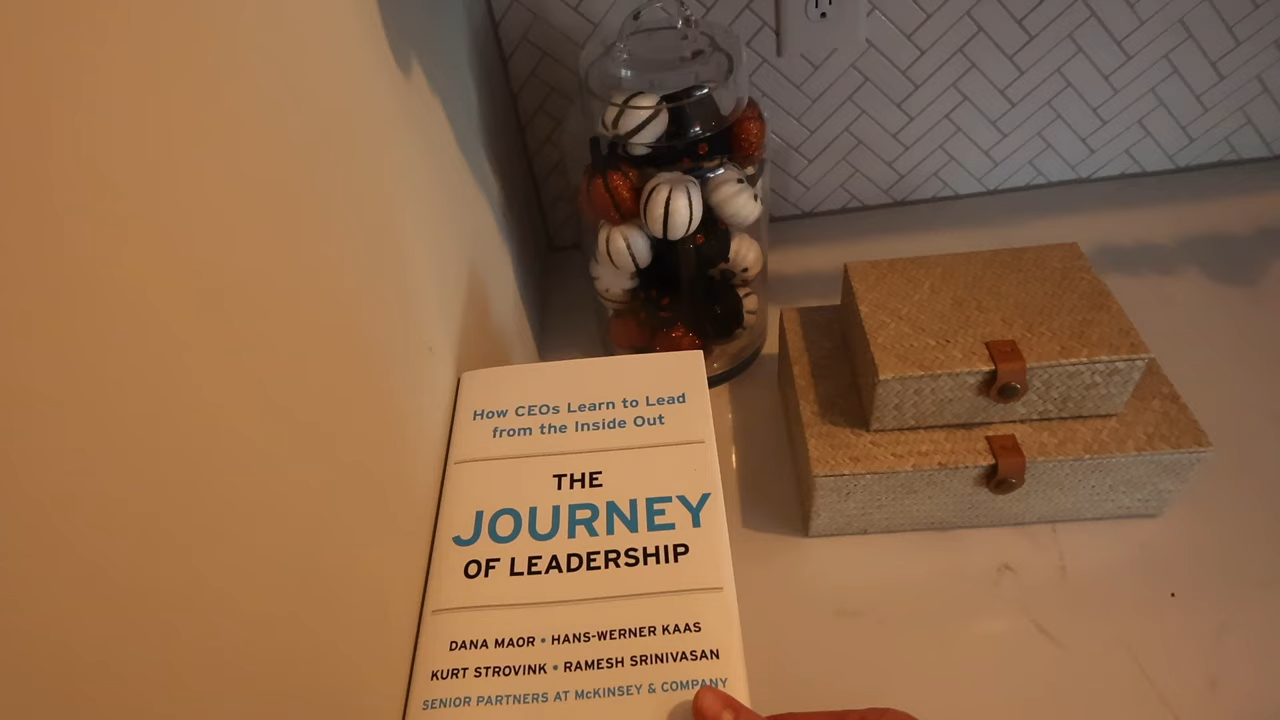 How CEOs Learn to Lead
from the Inside Out
THE
JOURNEY
OF LEADERSHIP
DANA MAOR • HANS-WERNER KAAS
KURT STROVINK • RAMESH SRINIVASAN
SENIOR PARTNERS AT McKINSEY & COMPANY